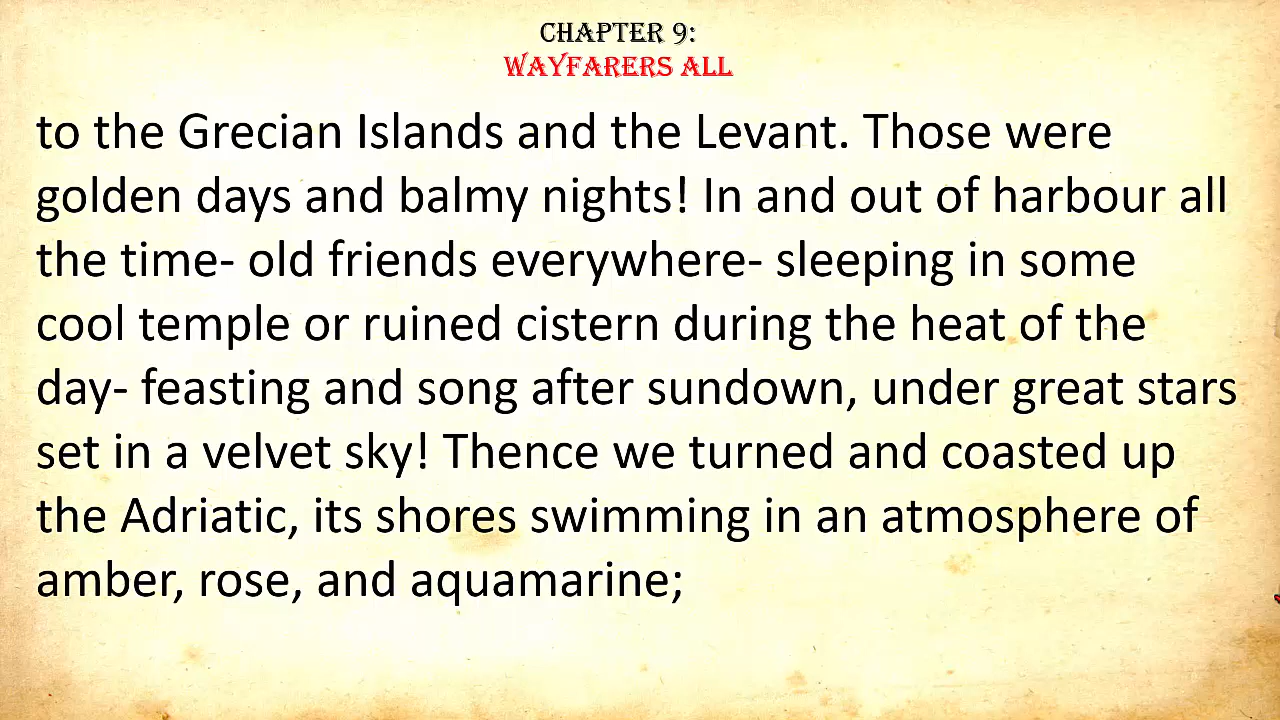 CHAPTER 9:
WAYFARERS ALL
to the Grecian Islands and the Levant. Those were
golden days and balmy nights! In and out of harbour all
the time- old friends everywhere- sleeping in some
cool temple or ruined cistern during the heat of the
day- feasting and song after sundown, under great stars
set in a velvet sky! Thence we turned and coasted up
the Adriatic, its shores swimming in an atmosphere of
amber, rose, and aquamarine;